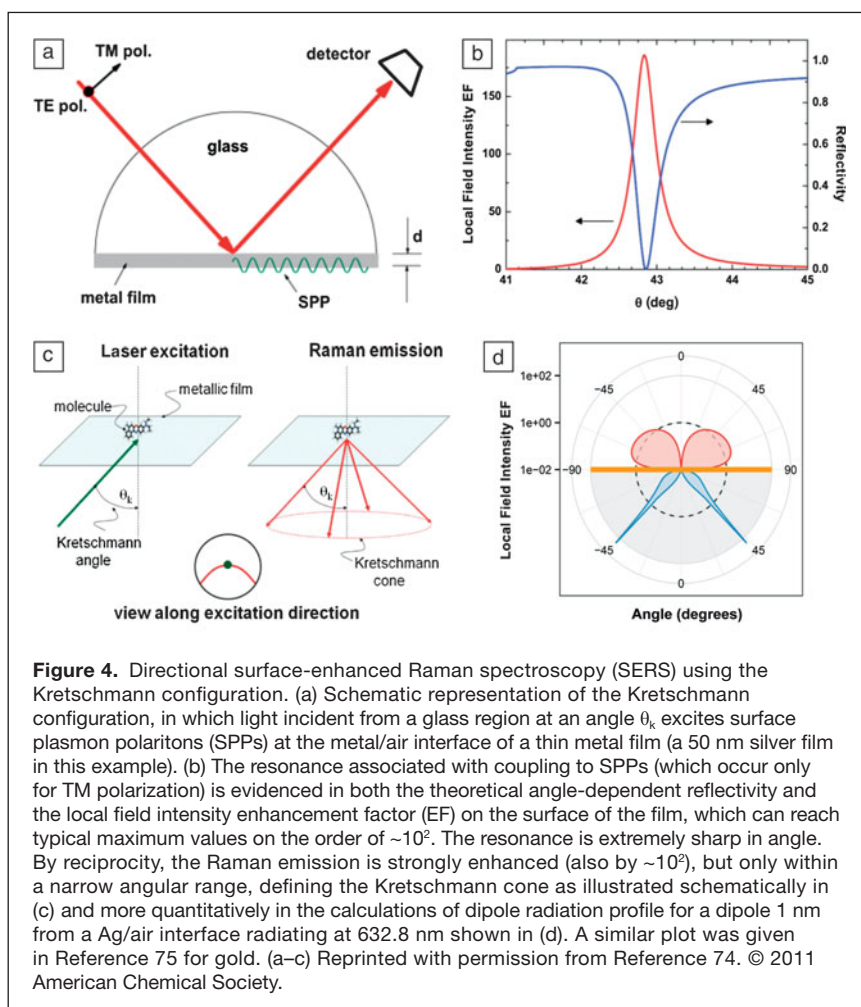 a
TM pol.
TE pol.
detector
glass
d
metal film
SPP
b
Local Field Intensity EF
150
100
50
0
1.0
0.8
0.6
0.4
0.2
0.0
Reflectivity
41 42 43 44 45
θ (deg)
c
Laser excitation
Raman emission
molecule
metallic film
θk
θk
Kretschmann
angle
Kretschmann
cone
view along excitation direction
d
Local Field Intensity EF
1e+02
1e+00
1e−02
0
−45
45
−90
90
−45
45
0
Angle (degrees)
Figure 4. Directional surface-enhanced Raman spectroscopy (SERS) using the
Kretschmann configuration. (a) Schematic representation of the Kretschmann
configuration, in which light incident from a glass region at an angle θk excites surface
plasmon polaritons (SPPs) at the metal/air interface of a thin metal film (a 50 nm silver film
in this example). (b) The resonance associated with coupling to SPPs (which occur only
for TM polarization) is evidenced in both the theoretical angle-dependent reflectivity and
the local field intensity enhancement factor (EF) on the surface of the film, which can reach
typical maximum values on the order of ~10². The resonance is extremely sharp in angle.
By reciprocity, the Raman emission is strongly enhanced (also by ~10²), but only within
a narrow angular range, defining the Kretschmann cone as illustrated schematically in
(c) and more quantitatively in the calculations of dipole radiation profile for a dipole 1 nm
from a Ag/air interface radiating at 632.8 nm shown in (d). A similar plot was given
in Reference 75 for gold. (a–c) Reprinted with permission from Reference 74. © 2011
American Chemical Society.